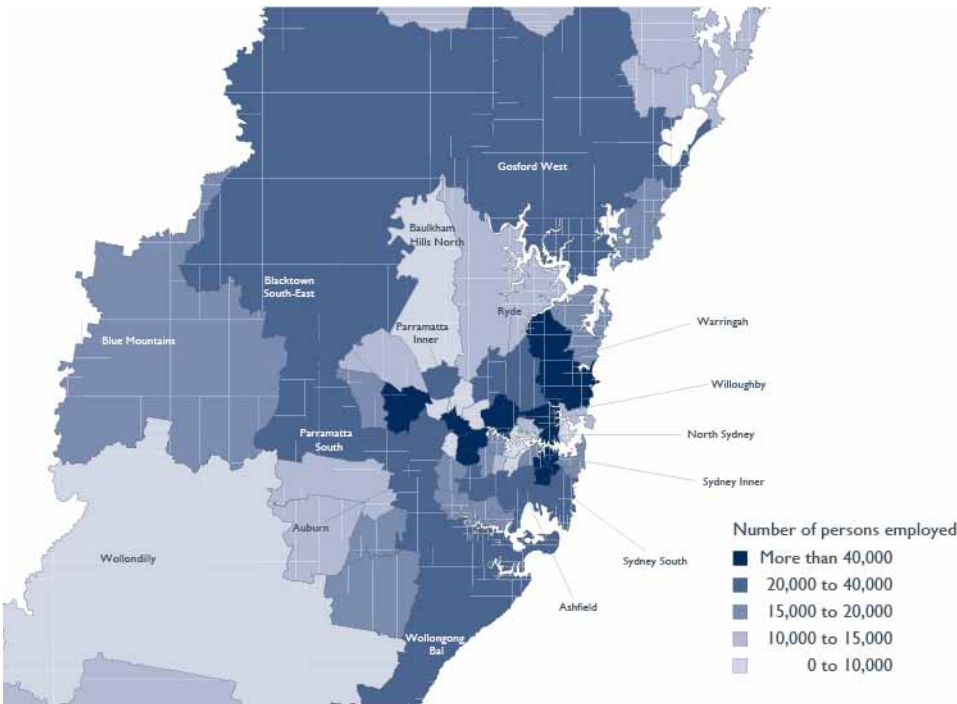 Gosford West
Baulkham
Hills North
Blacktown
South-East
Ryde
Parramatta
Inner
Warringah
Blue Mountains
Willoughby
Parramatta
South
North Sydney
Sydney Inner
Auburn
Number of persons employed
More than 40,000
Wollondilly
Sydney South
20,000 to 40,000
Ashfield
15,000 to 20,000
Wollongong
Bal
10,000 to 15,000
0 to 10,000